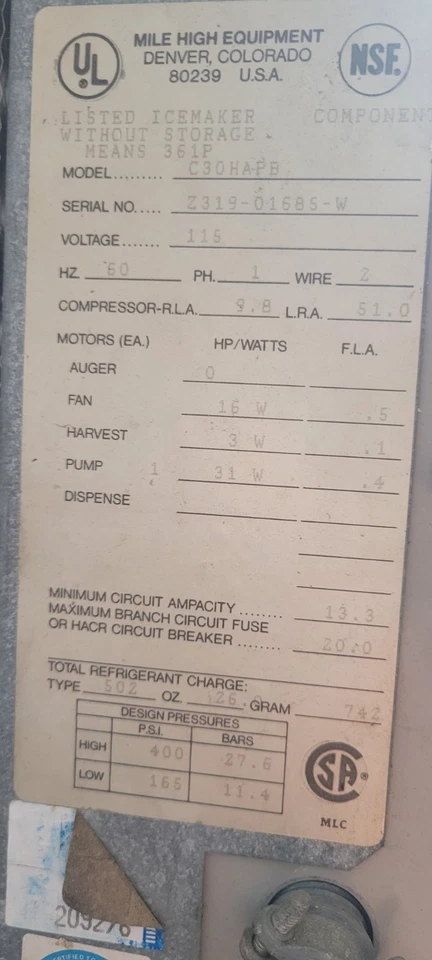 UL
MILE HIGH EQUIPMENT
DENVER, COLORADO
80239 U.S.A.
NSF.
LISTED ICEMAKER COMPONENT
WITHOUT STORAGE
MEANS 361P
MODEL......... C30HAPB
SERIAL NO..... Z319-01685-W
VOLTAGE....... 115
HZ. 60 PH. 1 WIRE 2
COMPRESSOR-R.L.A. 9.8 L.R.A. 51.0
MOTORS (EA.) HP/WATTS F.L.A.
AUGER 0
FAN 16 W .5
HARVEST 3 W .1
PUMP 1 31 W .4
DISPENSE
MINIMUM CIRCUIT AMPACITY ........ 13.3
MAXIMUM BRANCH CIRCUIT FUSE
OR HACR CIRCUIT BREAKER ........ 20.0
TOTAL REFRIGERANT CHARGE:
TYPE 502 OZ. 26.0 GRAM 742
DESIGN PRESSURES
P.S.I. BARS
HIGH 400 27.6
LOW 165 11.4
SA ®
MLC
209276